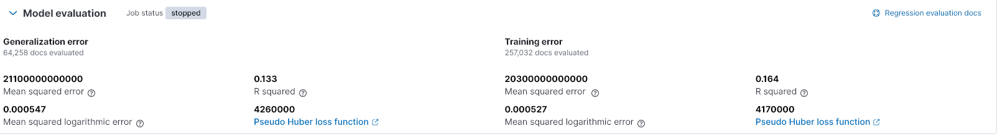 Model evaluation Job status stopped Regression evaluation docs
Generalization error Training error
64,258 docs evaluated 257,032 docs evaluated
21100000000000 0.133 20300000000000 0.164
Mean squared error R squared Mean squared error R squared
0.000547 4260000 0.000527 4170000
Mean squared logarithmic error Pseudo Huber loss function Mean squared logarithmic error Pseudo Huber loss function